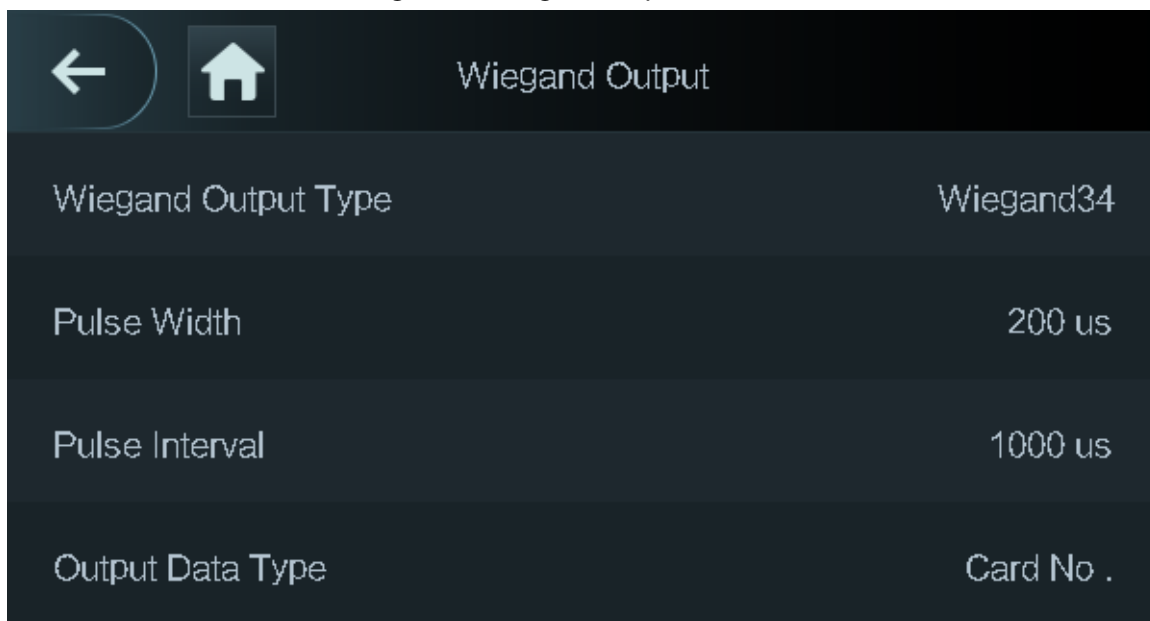 Wiegand Output
Wiegand Output Type Wiegand34
Pulse Width 200 us
Pulse Interval 1000 us
Output Data Type Card No .